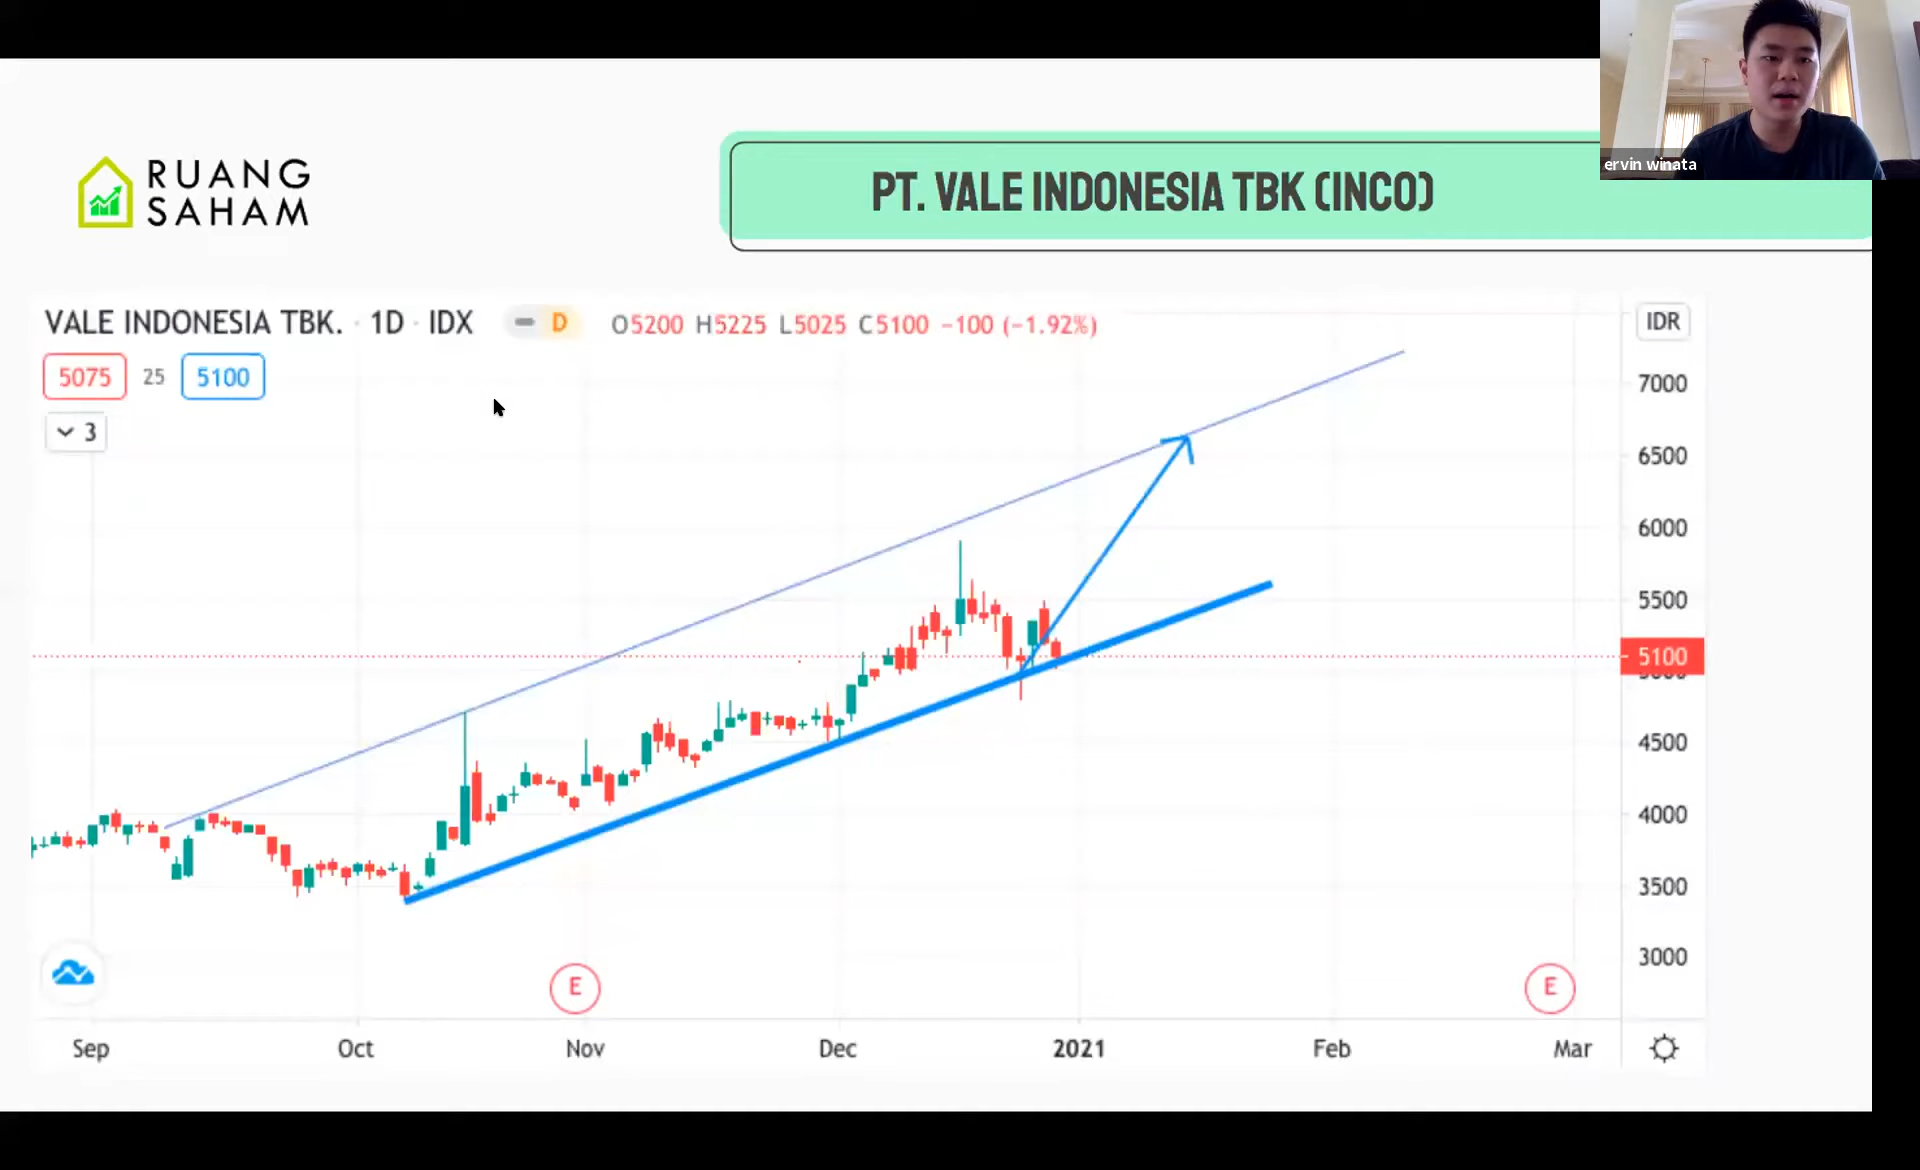 ervin winata
RUANG
SAHAM
PT. VALE INDONESIA TBK (INCO)
VALE INDONESIA TBK. · 1D · IDX D O5200 H5225 L5025 C5100 −100 (−1.92%)
IDR
5075 25 5100
3
7000
6500
6000
5500
5100
5000
4500
4000
3500
3000
E E
Sep Oct Nov Dec 2021 Feb Mar